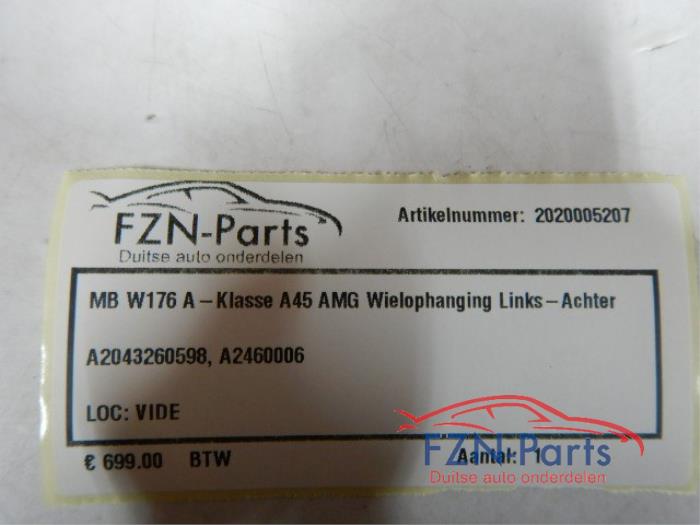 FZN-Parts
Duitse auto onderdelen
Artikelnummer: 2020005207
MB W176 A-Klasse A45 AMG Wielophanging Links-Achter
A2043260598, A2460006
LOC: VIDE
€ 699.00 BTW
Aantal: 1
FZN-Parts
Duitse auto onderdelen